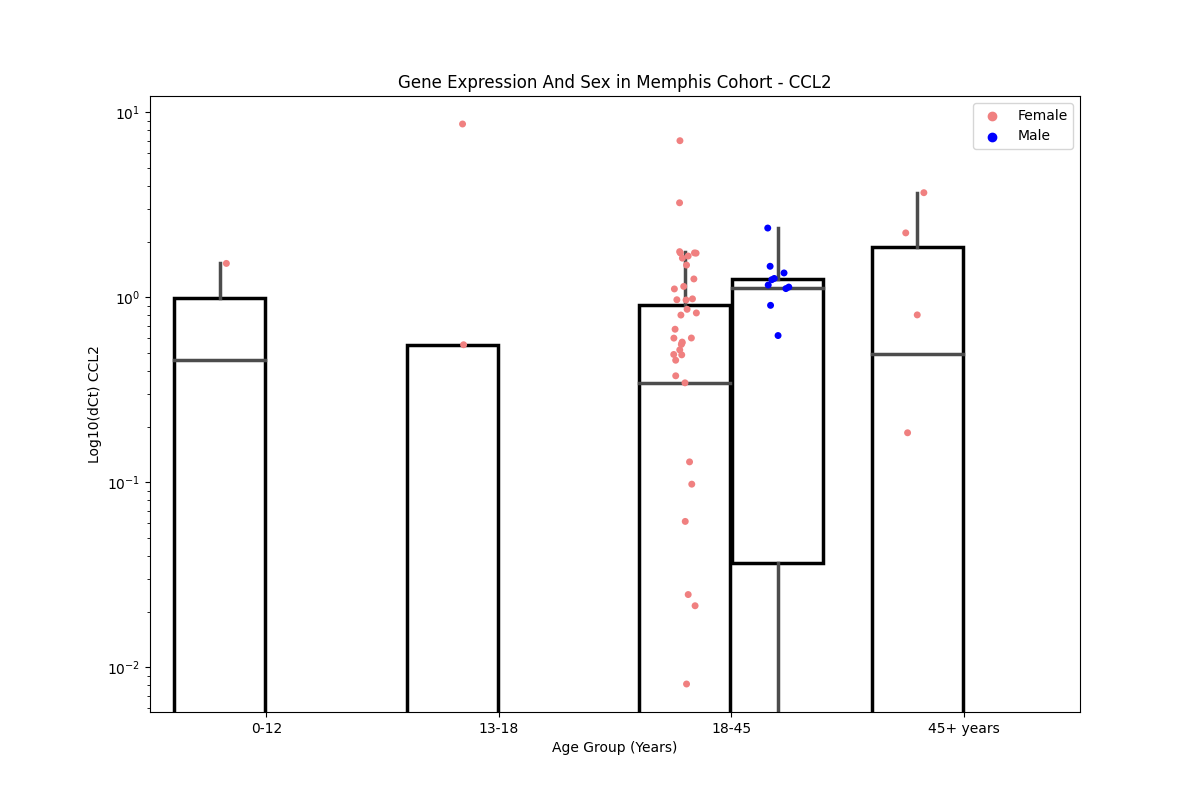 Gene Expression And Sex in Memphis Cohort - CCL2
Female
Male
10¹
10⁰
10⁻¹
10⁻²
Log10(dCt) CCL2
0-12
13-18
18-45
45+ years
Age Group (Years)